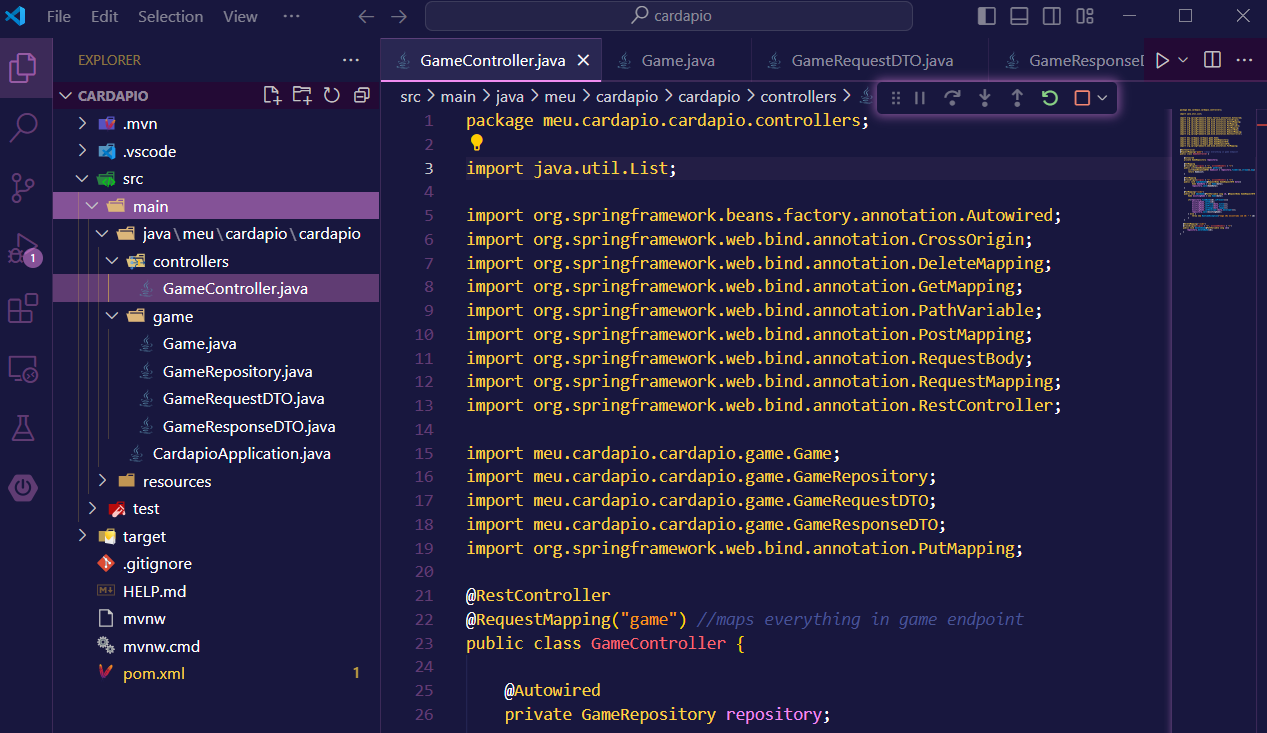 File Edit Selection View ··· cardapio
EXPLORER ···
CARDAPIO
.mvn
.vscode
src
main
java\meu\cardapio\cardapio
controllers
GameController.java
game
Game.java
GameRepository.java
GameRequestDTO.java
GameResponseDTO.java
CardapioApplication.java
resources
test
target
.gitignore
HELP.md
mvnw
mvnw.cmd
pom.xml 1
1
GameController.java Game.java GameRequestDTO.java GameResponseD
src > main > java > meu > cardapio > cardapio > controllers >
1 package meu.cardapio.cardapio.controllers;
2
3 import java.util.List;
4
5 import org.springframework.beans.factory.annotation.Autowired;
6 import org.springframework.web.bind.annotation.CrossOrigin;
7 import org.springframework.web.bind.annotation.DeleteMapping;
8 import org.springframework.web.bind.annotation.GetMapping;
9 import org.springframework.web.bind.annotation.PathVariable;
10 import org.springframework.web.bind.annotation.PostMapping;
11 import org.springframework.web.bind.annotation.RequestBody;
12 import org.springframework.web.bind.annotation.RequestMapping;
13 import org.springframework.web.bind.annotation.RestController;
14
15 import meu.cardapio.cardapio.game.Game;
16 import meu.cardapio.cardapio.game.GameRepository;
17 import meu.cardapio.cardapio.game.GameRequestDTO;
18 import meu.cardapio.cardapio.game.GameResponseDTO;
19 import org.springframework.web.bind.annotation.PutMapping;
20
21 @RestController
22 @RequestMapping("game") //maps everything in game endpoint
23 public class GameController {
24
25 @Autowired
26 private GameRepository repository;